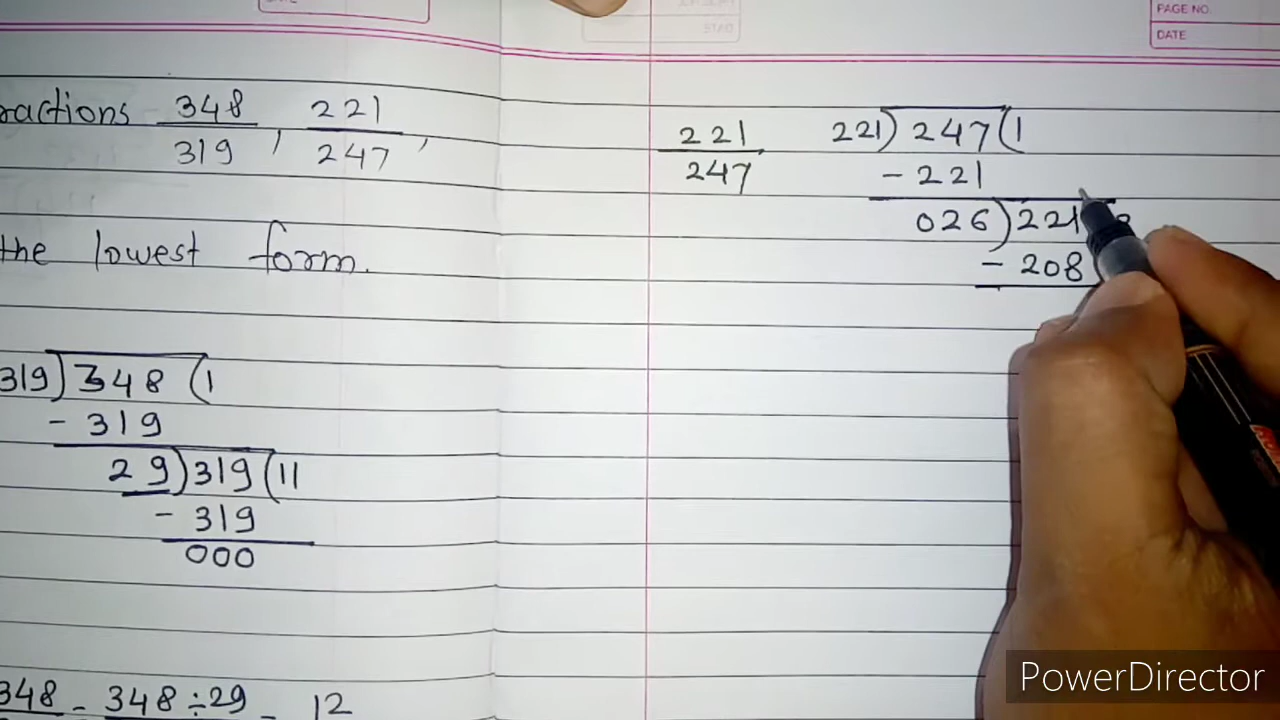 ractions 348/319 , 221/247 ,
the lowest form.
319)348(1
- 319
29)319(11
- 319
000
348 = 348÷29 = 12
PAGE NO.
DATE
221/247
221)247(1
- 221
026)221
- 208
PowerDirector